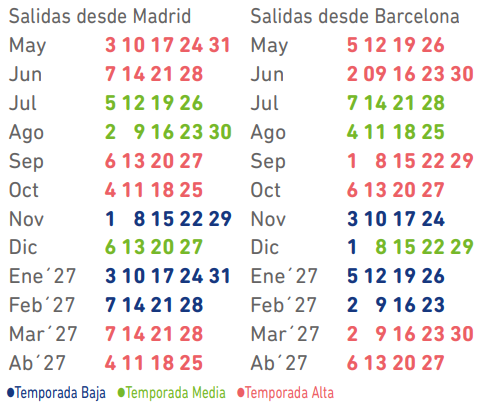 Salidas desde Madrid Salidas desde Barcelona
May 3 10 17 24 31 May 5 12 19 26
Jun 7 14 21 28 Jun 2 09 16 23 30
Jul 5 12 19 26 Jul 7 14 21 28
Ago 2 9 16 23 30 Ago 4 11 18 25
Sep 6 13 20 27 Sep 1 8 15 22 29
Oct 4 11 18 25 Oct 6 13 20 27
Nov 1 8 15 22 29 Nov 3 10 17 24
Dic 6 13 20 27 Dic 1 8 15 22 29
Ene´27 3 10 17 24 31 Ene´27 5 12 19 26
Feb´27 7 14 21 28 Feb´27 2 9 16 23
Mar´27 7 14 21 28 Mar´27 2 9 16 23 30
Ab´27 4 11 18 25 Ab´27 6 13 20 27
●Temporada Baja ●Temporada Media ●Temporada Alta